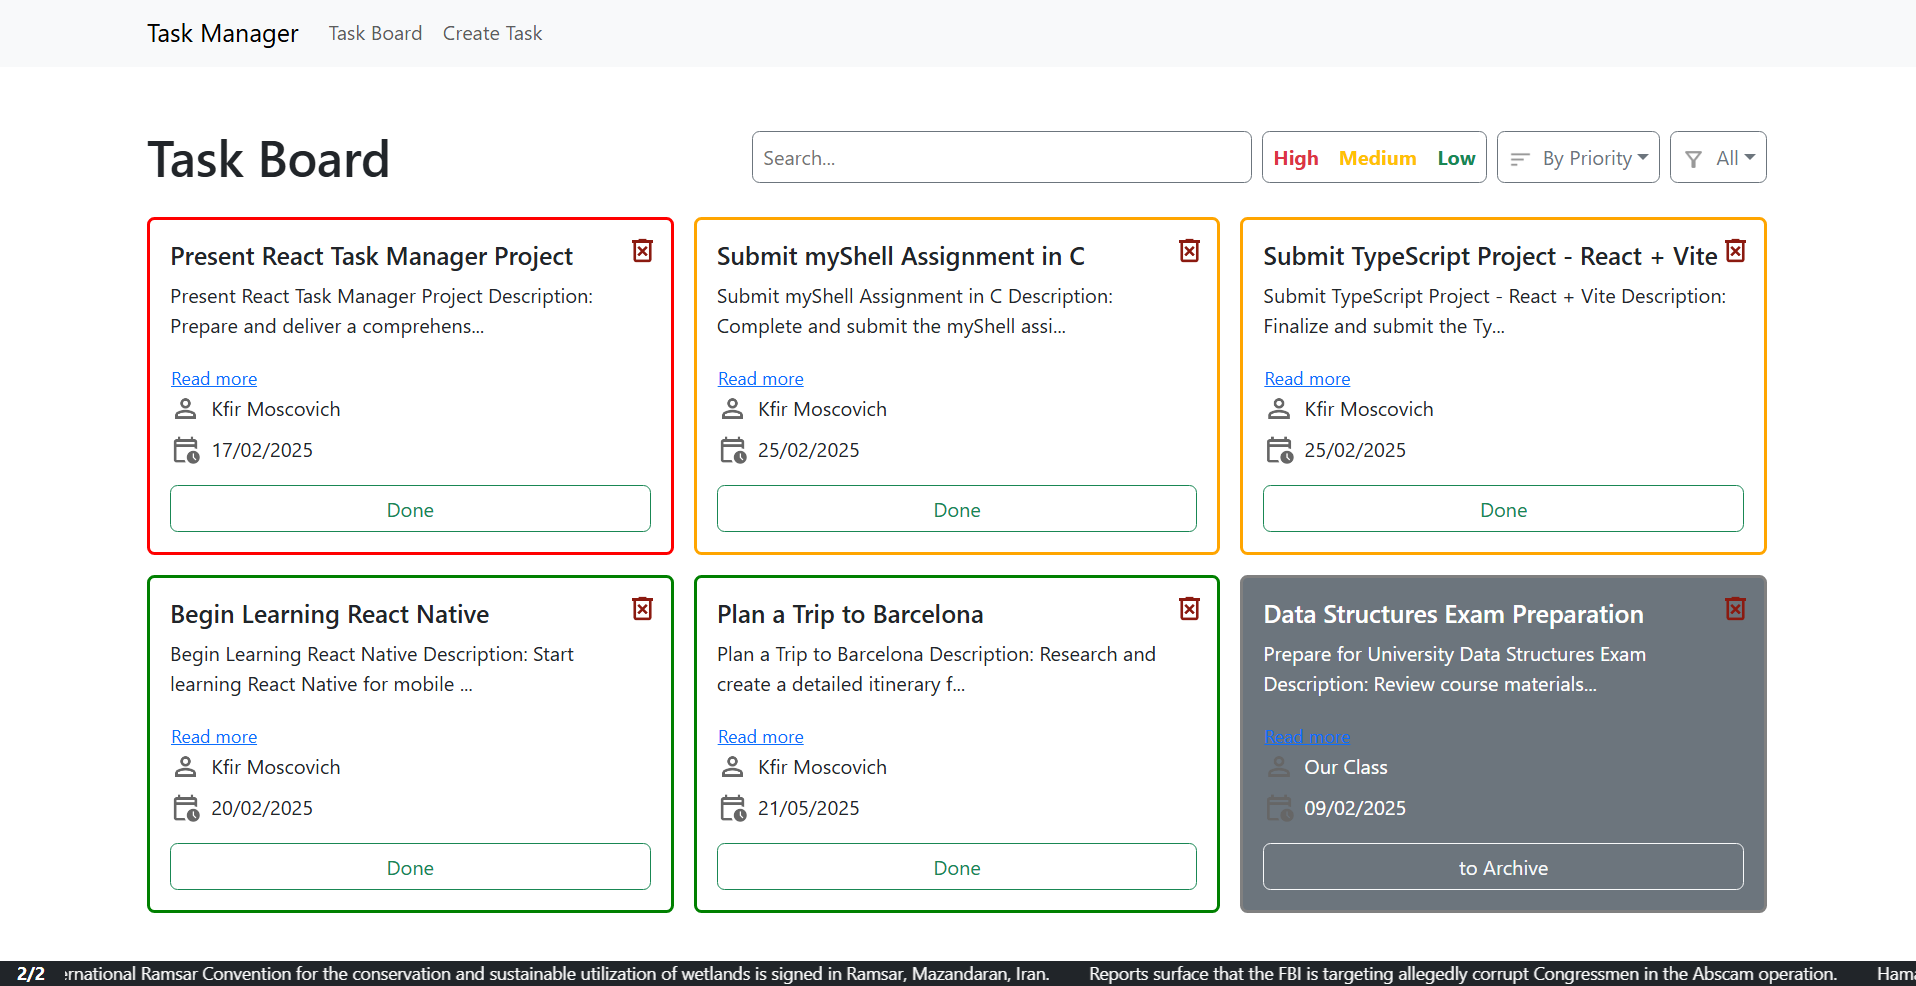 Task Manager Task Board Create Task
Task Board
Search... High Medium Low By Priority All
Present React Task Manager Project
Present React Task Manager Project Description:
Prepare and deliver a comprehens...
Read more
Kfir Moscovich
17/02/2025
Done
Submit myShell Assignment in C
Submit myShell Assignment in C Description:
Complete and submit the myShell assi...
Read more
Kfir Moscovich
25/02/2025
Done
Submit TypeScript Project - React + Vite
Submit TypeScript Project - React + Vite Description:
Finalize and submit the Ty...
Read more
Kfir Moscovich
25/02/2025
Done
Begin Learning React Native
Begin Learning React Native Description: Start
learning React Native for mobile ...
Read more
Kfir Moscovich
20/02/2025
Done
Plan a Trip to Barcelona
Plan a Trip to Barcelona Description: Research and
create a detailed itinerary f...
Read more
Kfir Moscovich
21/05/2025
Done
Data Structures Exam Preparation
Prepare for University Data Structures Exam
Description: Review course materials...
Read more
Our Class
09/02/2025
to Archive
2/2 ernational Ramsar Convention for the conservation and sustainable utilization of wetlands is signed in Ramsar, Mazandaran, Iran. Reports surface that the FBI is targeting allegedly corrupt Congressmen in the Abscam operation. Hama